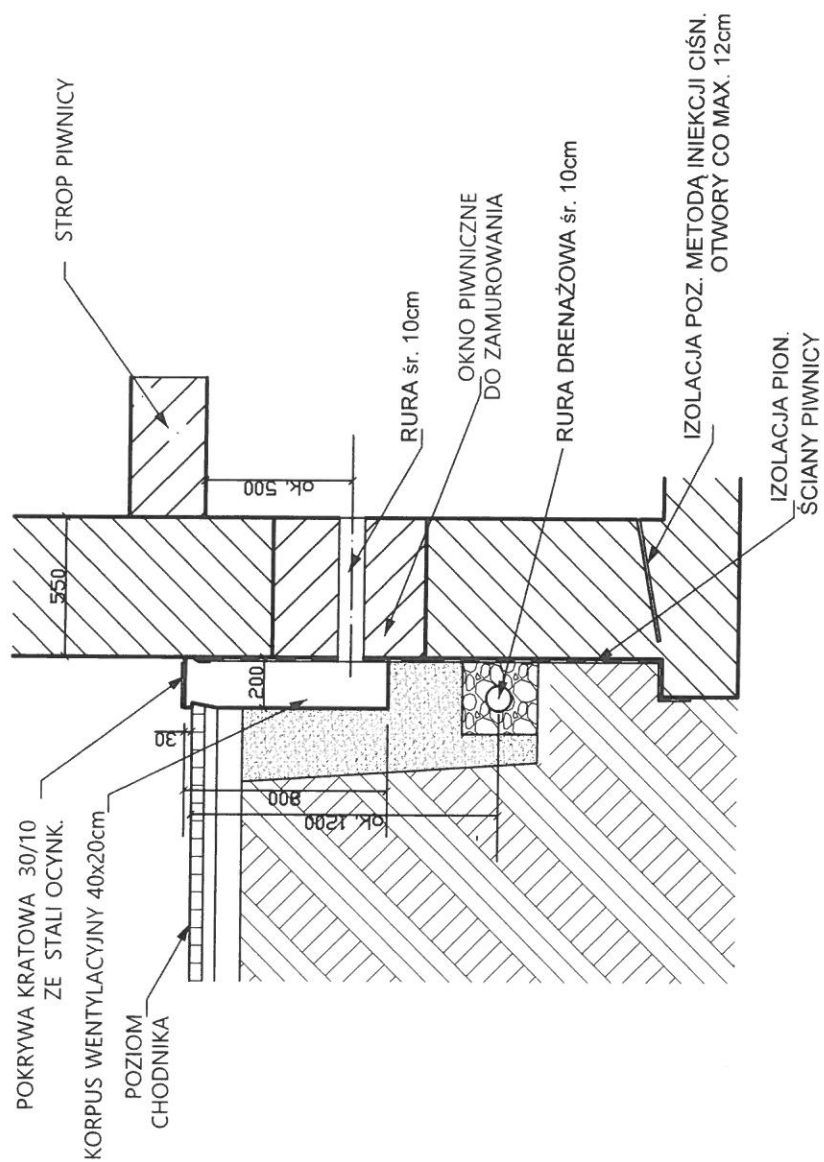 POKRYWA KRATOWA 30/10
ZE STALI OCYNK.
KORPUS WENTYLACYJNY 40x20cm
POZIOM
CHODNIKA
30
200
550
800
ok. 1200
ok. 500
STROP PIWNICY
RURA śr. 10cm
OKNO PIWNICZNE
DO ZAMUROWANIA
RURA DRENAŻOWA śr. 10cm
IZOLACJA POZ. METODĄ INIEKCJI CIŚN.
OTWORY CO MAX. 12cm
IZOLACJA PION.
ŚCIANY PIWNICY